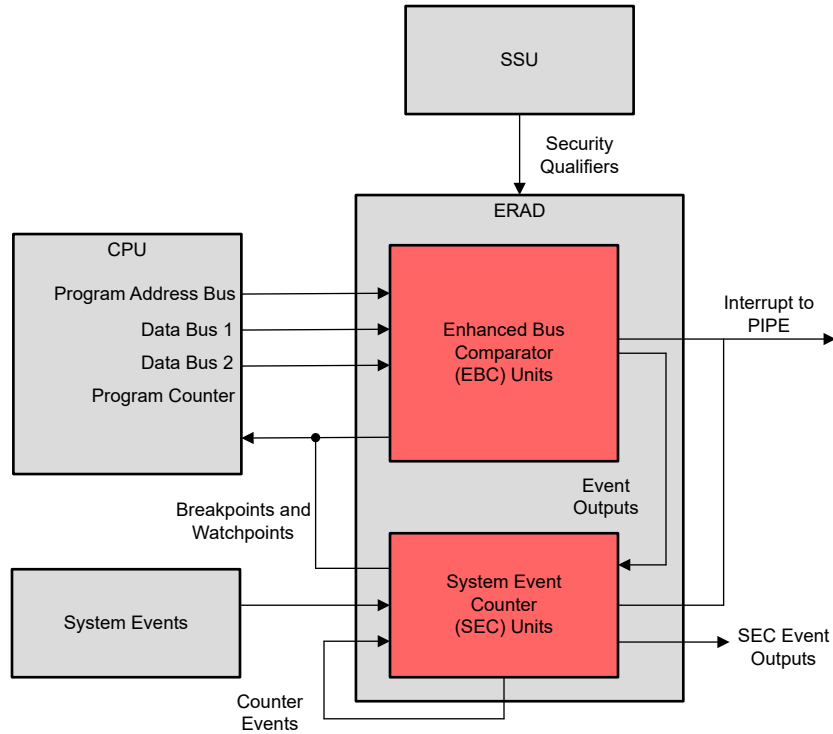 SSU
Security
Qualifiers
ERAD
CPU
Program Address Bus
Data Bus 1
Data Bus 2
Program Counter
Enhanced Bus
Comparator
(EBC) Units
Interrupt to
PIPE
Breakpoints and
Watchpoints
Event
Outputs
System Events
System Event
Counter
(SEC) Units
SEC Event
Outputs
Counter
Events